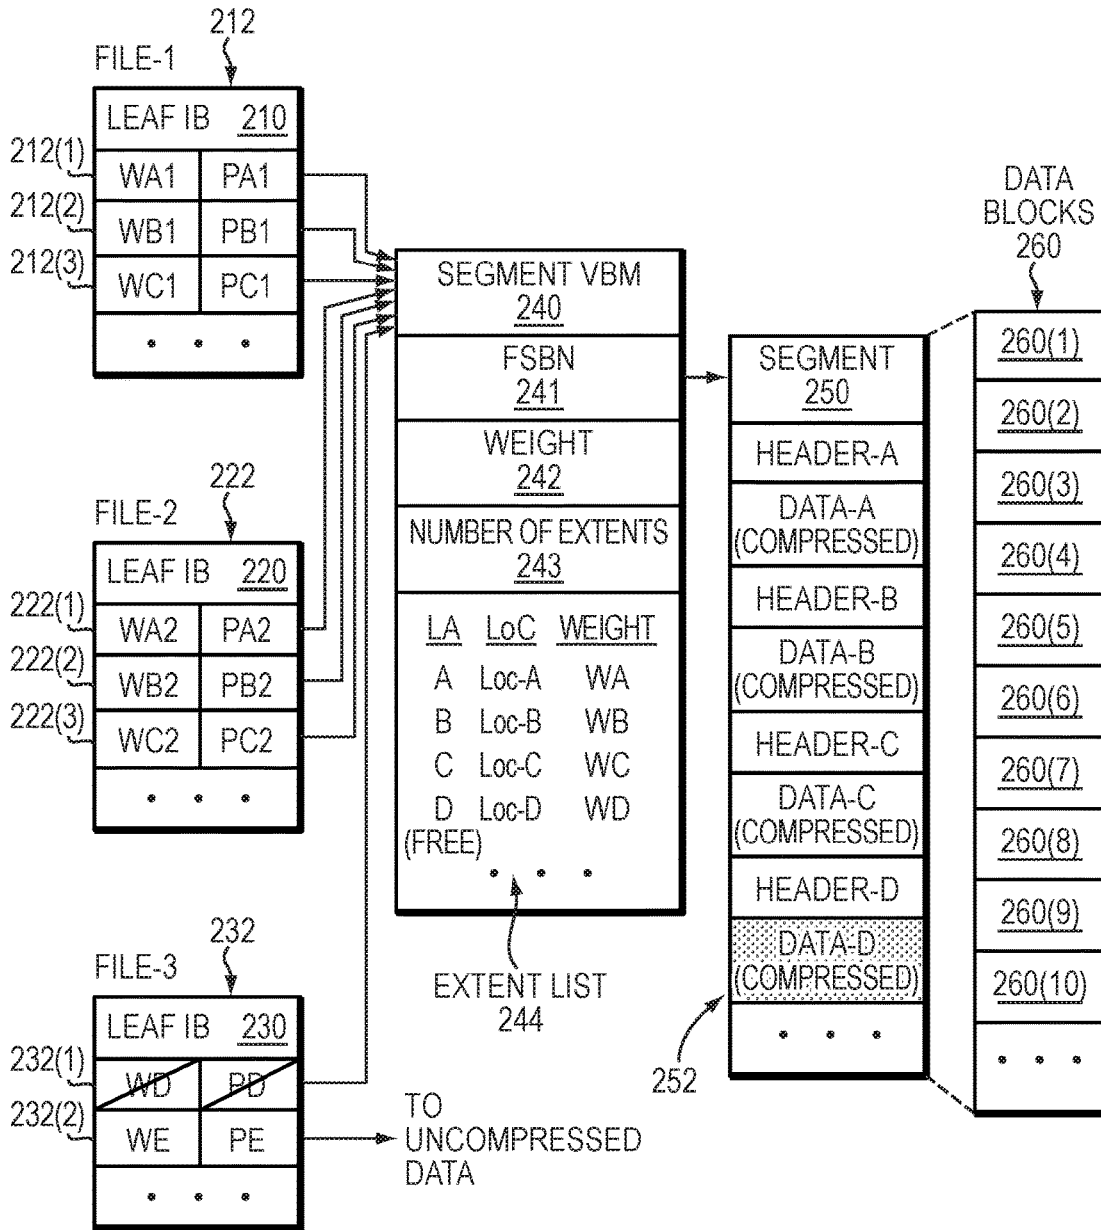 212
FILE-1
LEAF IB 210
212(1)
WA1 PA1
212(2)
WB1 PB1
212(3)
WC1 PC1
• • •
222
FILE-2
LEAF IB 220
222(1)
WA2 PA2
222(2)
WB2 PB2
222(3)
WC2 PC2
• • •
232
FILE-3
LEAF IB 230
232(1)
WD PD
232(2)
WE PE
• • •
TO
UNCOMPRESSED
DATA
SEGMENT VBM
240
FSBN
241
WEIGHT
242
NUMBER OF EXTENTS
243
LA LoC WEIGHT
A Loc-A WA
B Loc-B WB
C Loc-C WC
D Loc-D WD
(FREE)
• • •
EXTENT LIST
244
SEGMENT
250
HEADER-A
DATA-A
(COMPRESSED)
HEADER-B
DATA-B
(COMPRESSED)
HEADER-C
DATA-C
(COMPRESSED)
HEADER-D
DATA-D
(COMPRESSED)
• • •
252
DATA
BLOCKS
260
260(1)
260(2)
260(3)
260(4)
260(5)
260(6)
260(7)
260(8)
260(9)
260(10)
• • •